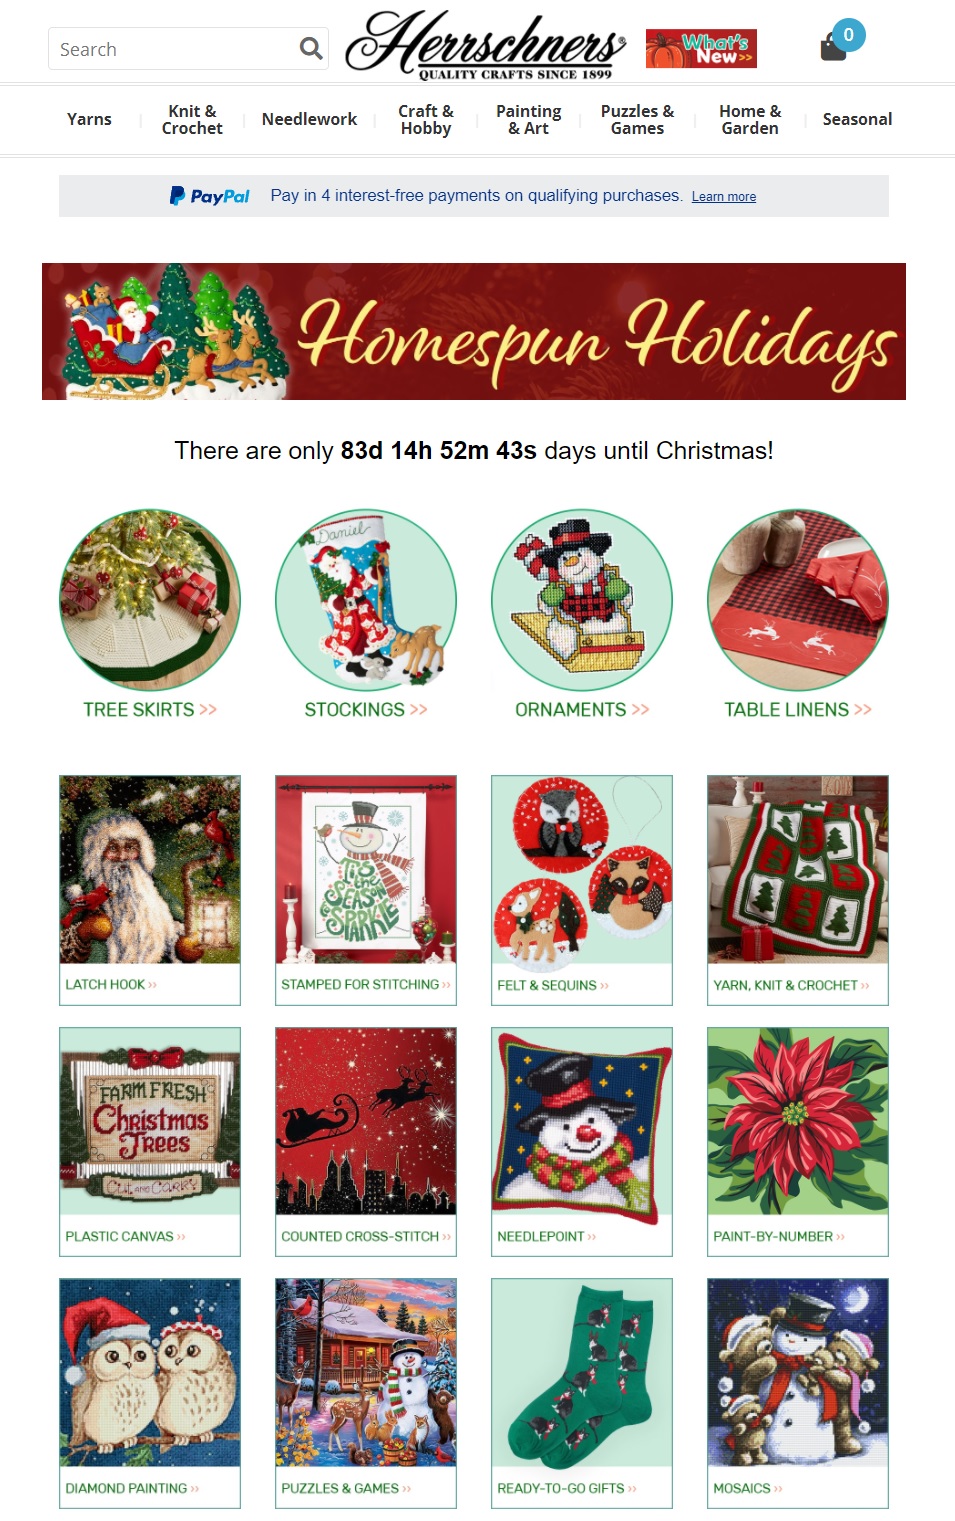 Search
Herrschners®
QUALITY CRAFTS SINCE 1899
What's
New>>
0
Yarns
Knit &
Crochet
Needlework
Craft &
Hobby
Painting
& Art
Puzzles &
Games
Home &
Garden
Seasonal
PayPal Pay in 4 interest-free payments on qualifying purchases. Learn more
Homespun Holidays
There are only 83d 14h 52m 43s days until Christmas!
Daniel
TREE SKIRTS >>
STOCKINGS >>
ORNAMENTS >>
TABLE LINENS >>
'TIS the
SEASON
to
SPARKLE
LATCH HOOK >>
STAMPED FOR STITCHING >>
FELT & SEQUINS >>
YARN, KNIT & CROCHET >>
FARM FRESH
Christmas
Trees
Cut and Carry
PLASTIC CANVAS >>
COUNTED CROSS-STITCH >>
NEEDLEPOINT >>
PAINT-BY-NUMBER >>
DIAMOND PAINTING >>
PUZZLES & GAMES >>
READY-TO-GO GIFTS >>
MOSAICS >>